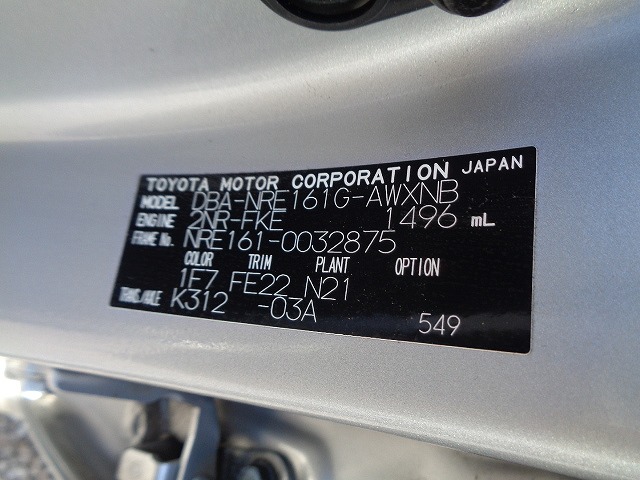 TOYOTA MOTOR CORPORATION JAPAN
MODEL DBA-NRE161G-AWXNB
ENGINE 2NR-FKE 1496 mL
FRAME No. NRE161-0032875
COLOR TRIM PLANT OPTION
1F7 FE22 N21
TRANS/AXLE K312 -03A
549